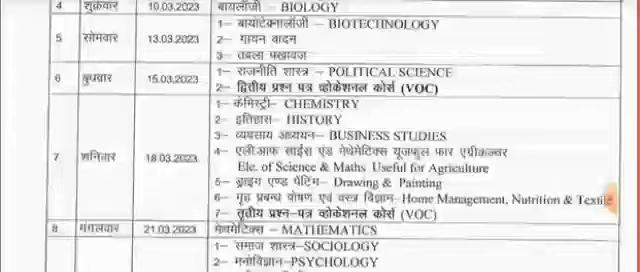 4 शुक्रवार 10.03.2023 बायलॉजी – BIOLOGY
5 सोमवार 13.03.2023 1– बायोटेक्नालॉजी – BIOTECHNOLOGY
2– गायन वादन
3– तबला पखावज
6 बुधवार 15.03.2023 1– राजनीति शास्त्र – POLITICAL SCIENCE
2– द्वितीय प्रश्न पत्र व्होकेशनल कोर्स (VOC)
7 शनिवार 18.03.2023 1– केमिस्ट्री– CHEMISTRY
2– इतिहास– HISTORY
3– व्यवसाय अध्ययन– BUSINESS STUDIES
4– एलीआफ साईंस एंड मेथेमेटिक्स यूजफुल फार एग्रीकल्चर
Ele. of Science & Maths Useful for Agriculture
5– ड्राइंग एण्ड पेंटिंग– Drawing & Painting
6– गृह प्रबन्ध पोषण एवं वस्त्र विज्ञान– Home Management, Nutrition & Textile
7– तृतीय प्रश्न–पत्र व्होकेशनल कोर्स (VOC)
8 मंगलवार 21.03.2023 मेथमेटिक्स – MATHEMATICS
1– समाज शास्त्र–SOCIOLOGY
2– मनोविज्ञान–PSYCHOLOGY